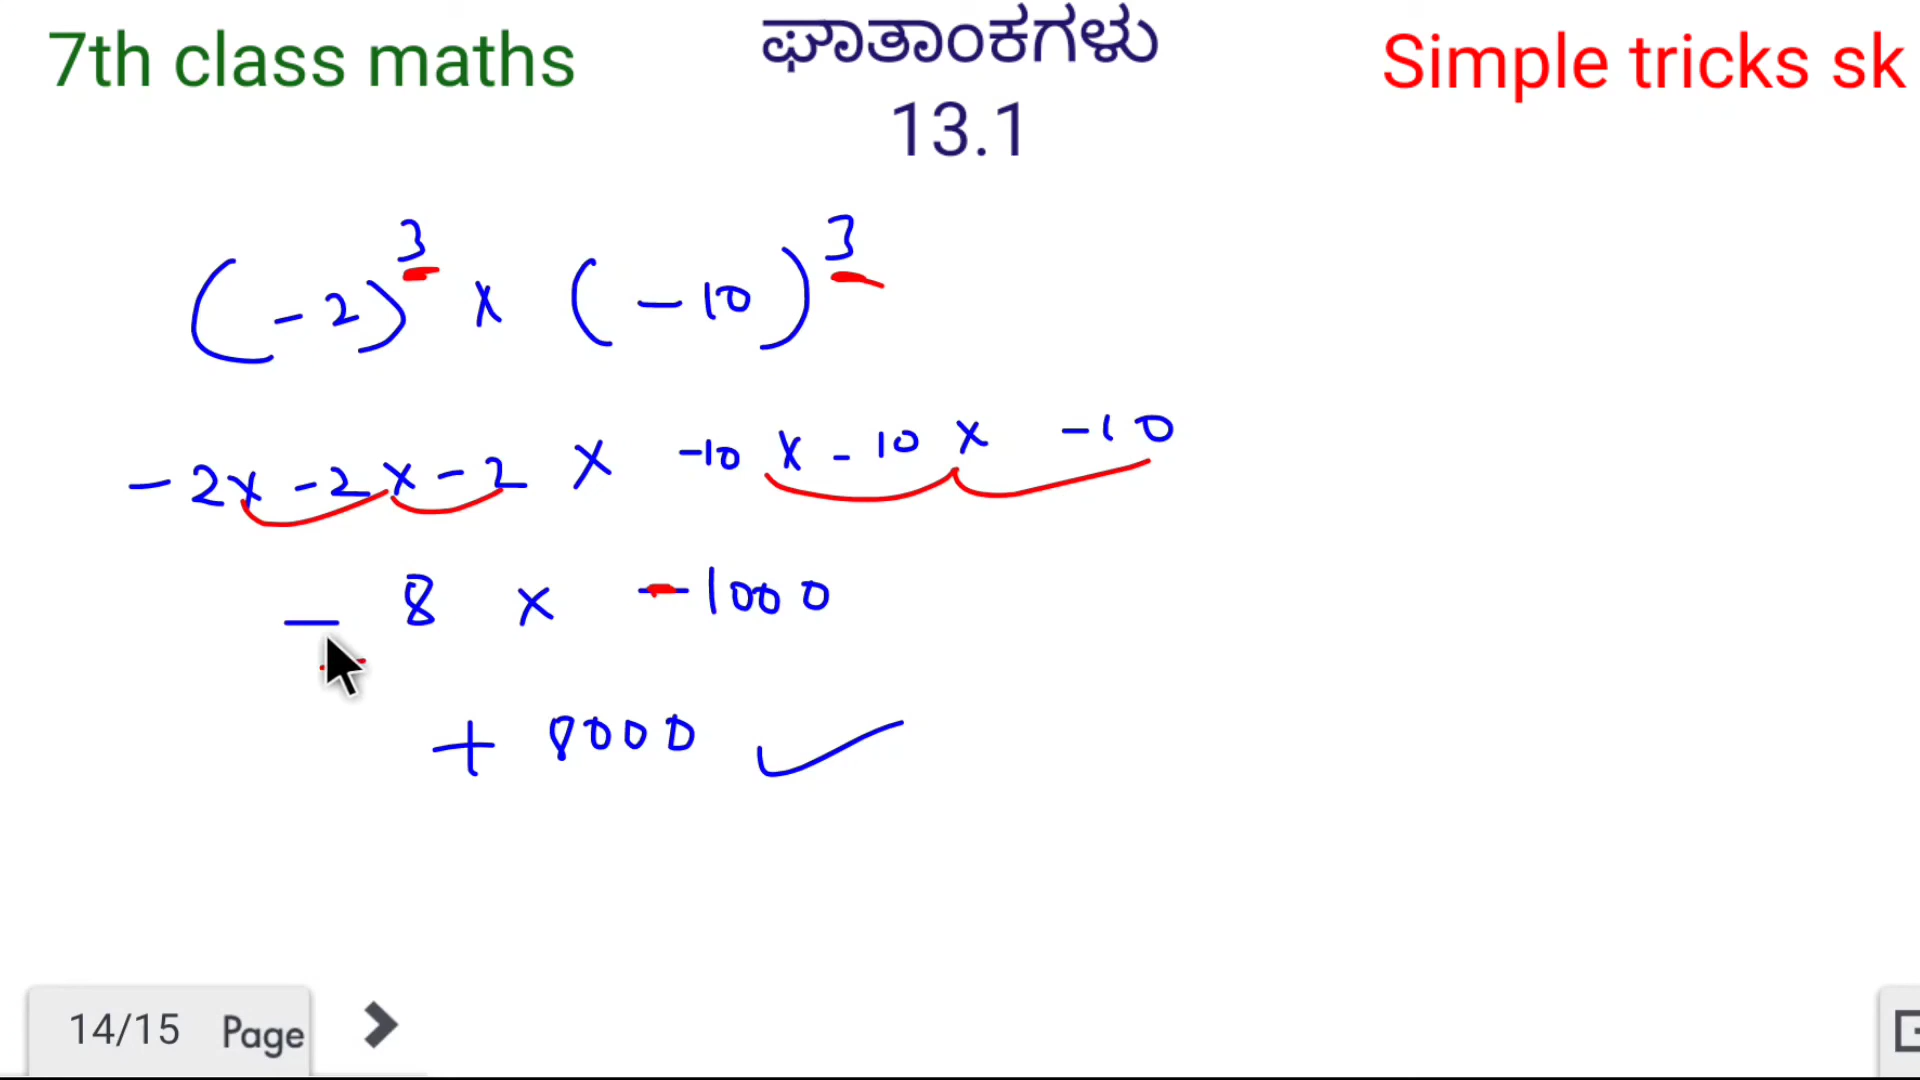 7th class maths
ಘಾತಾಂಕಗಳು
13.1
Simple tricks sk
(-2)³ x (-10)³
-2x -2 x -2 x -10 x -10 x -10
- 8 x -1000
+ 8000 ✓
14/15 Page